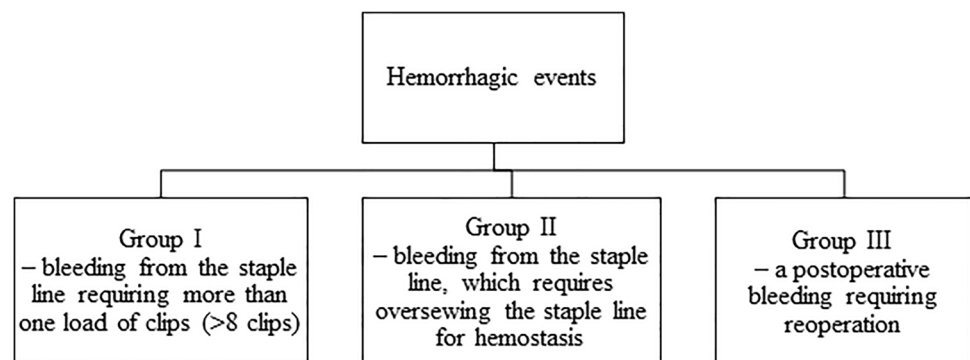 Hemorrhagic events
Group I
– bleeding from the staple
line requiring more than
one load of clips (>8 clips)
Group II
– bleeding from the staple
line, which requires
oversewing the staple line
for hemostasis
Group III
– a postoperative
bleeding requiring
reoperation